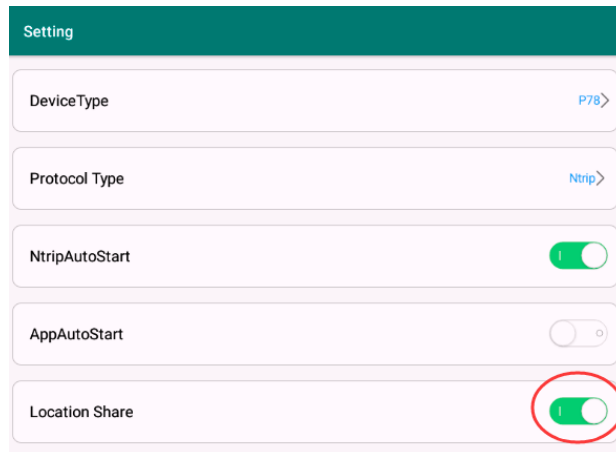 Setting
DeviceType P78>
Protocol Type Ntrip>
NtripAutoStart
AppAutoStart
Location Share